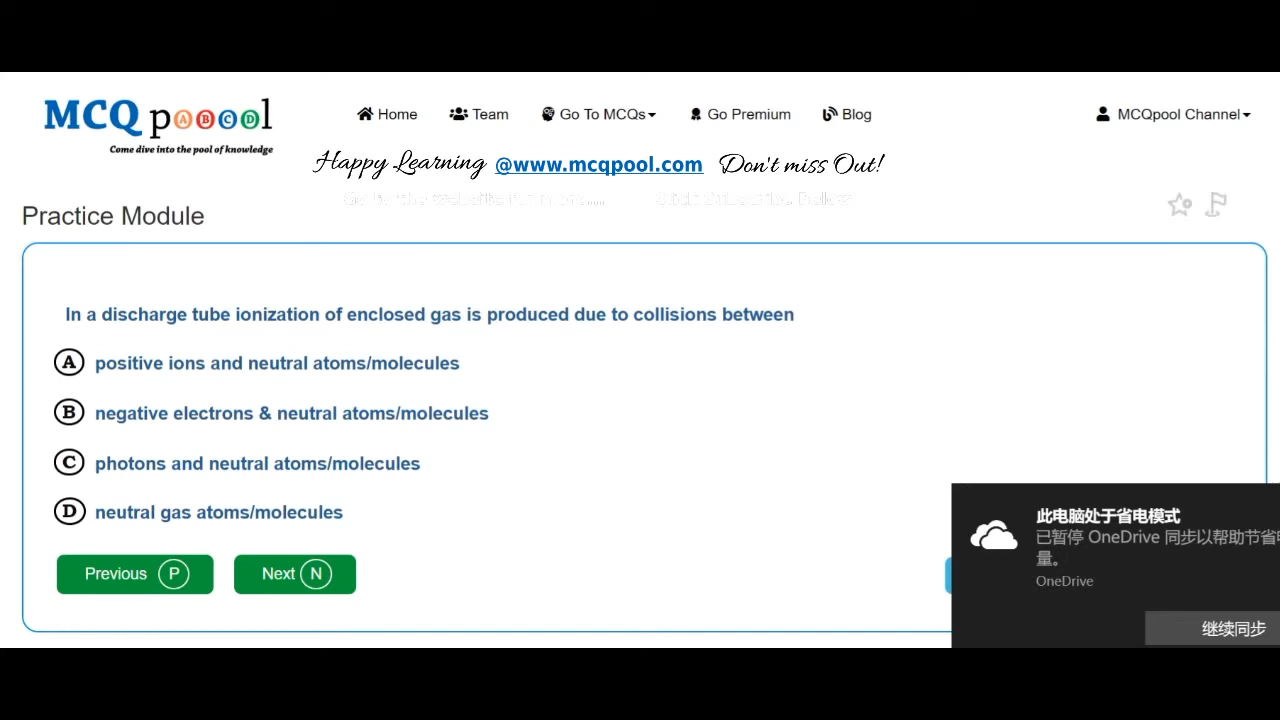 MCQ pABCDl
Come dive into the pool of knowledge
Home Team Go To MCQs Go Premium Blog MCQpool Channel
Happy Learning @www.mcqpool.com Don't miss Out!
Practice Module
In a discharge tube ionization of enclosed gas is produced due to collisions between
A positive ions and neutral atoms/molecules
B negative electrons & neutral atoms/molecules
C photons and neutral atoms/molecules
D neutral gas atoms/molecules
Previous P Next N
此电脑处于省电模式
已暂停 OneDrive 同步以帮助节省
量。
OneDrive
继续同步